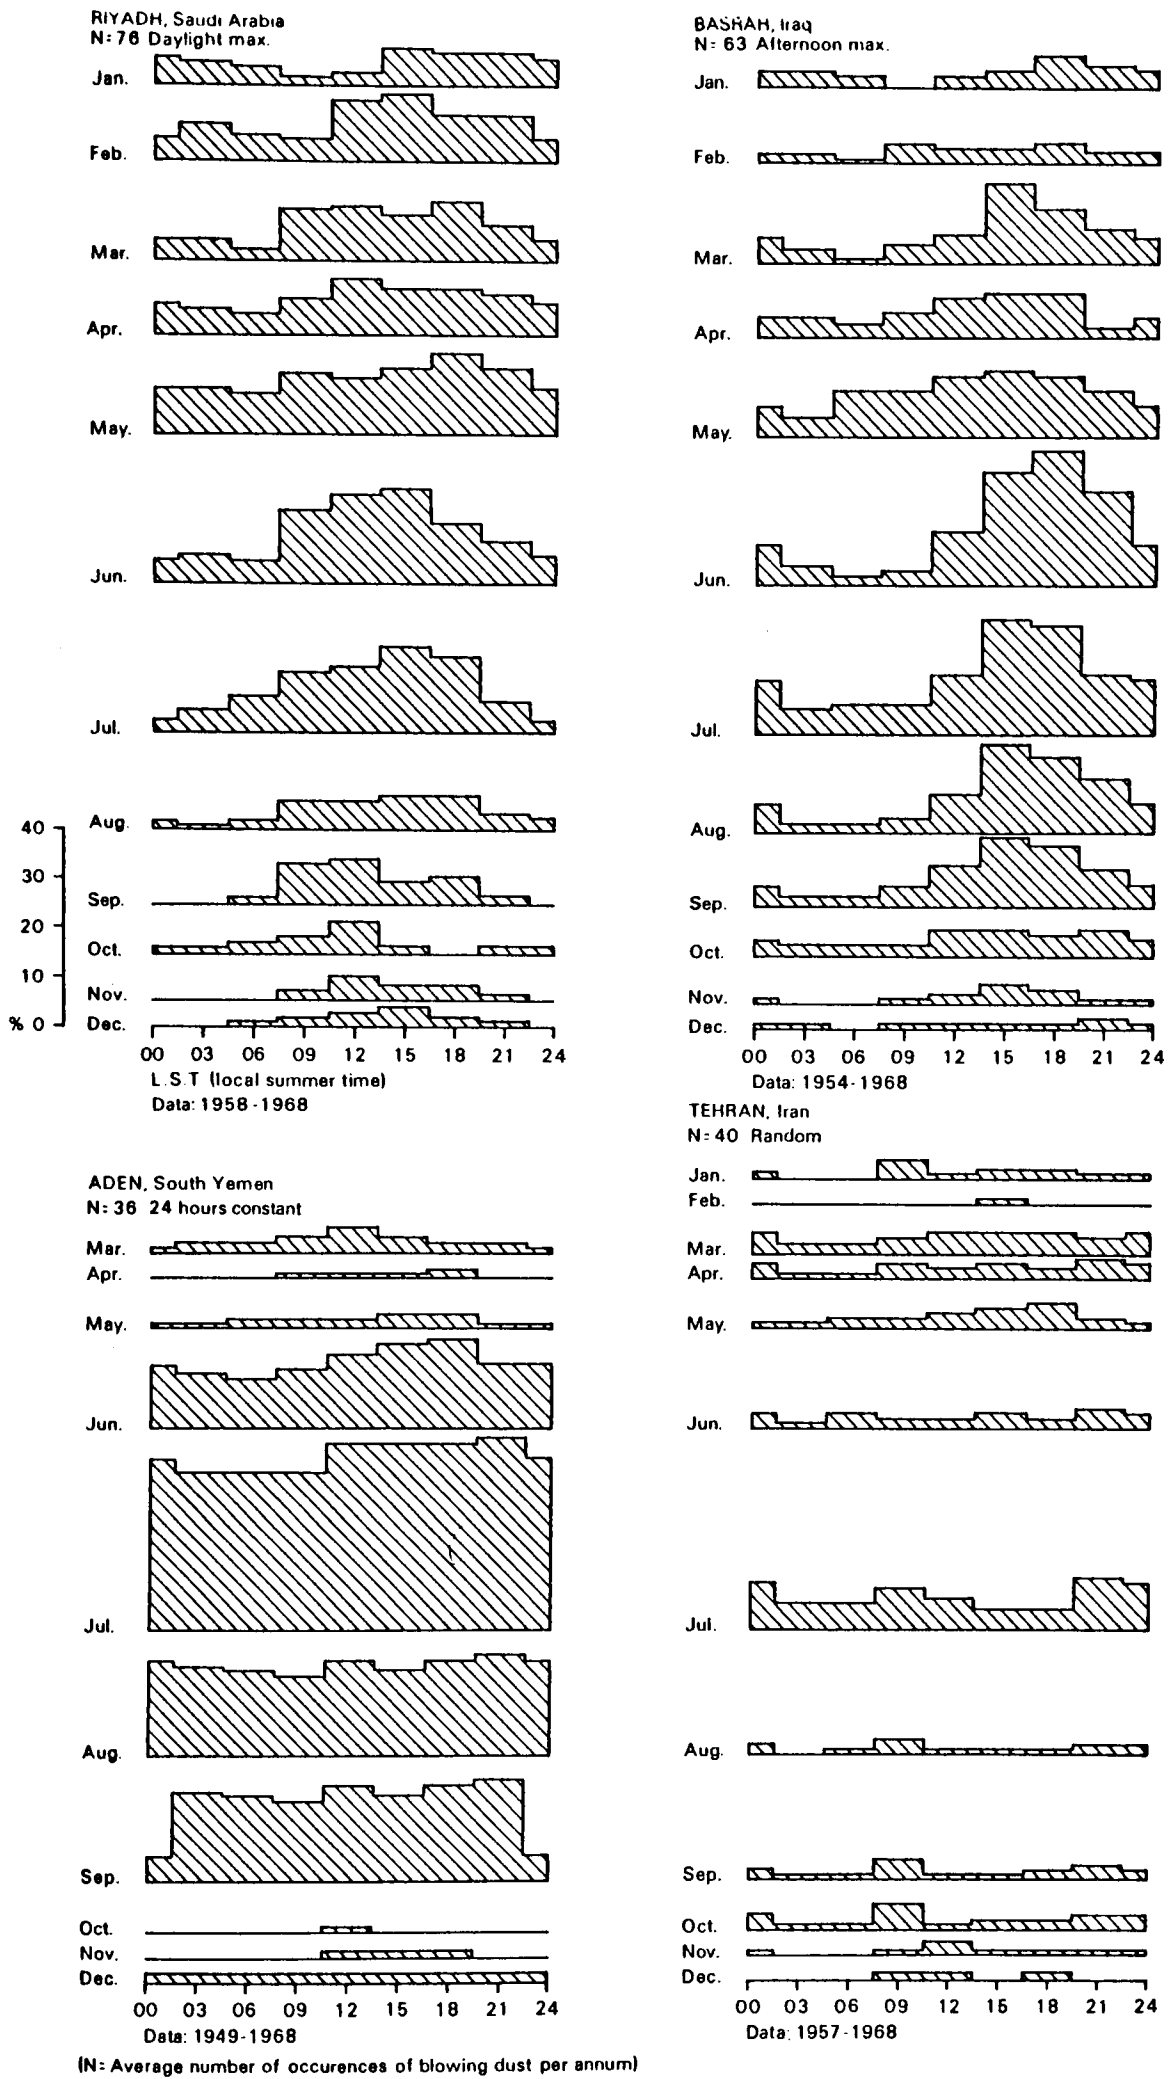 RIYADH, Saudi Arabia
N=76 Daylight max.
Jan.
Feb.
Mar.
Apr.
May.
Jun.
Jul.
Aug.
Sep.
Oct.
Nov.
Dec.
40
30
20
10
% 0
00 03 06 09 12 15 18 21 24
L.S.T (local summer time)
Data: 1958-1968
BASRAH, Iraq
N= 63 Afternoon max.
Jan.
Feb.
Mar.
Apr.
May.
Jun.
Jul.
Aug.
Sep.
Oct.
Nov.
Dec.
00 03 06 09 12 15 18 21 24
Data: 1954-1968
ADEN, South Yemen
N=36 24 hours constant
Mar.
Apr.
May.
Jun.
Jul.
Aug.
Sep.
Oct.
Nov.
Dec.
00 03 06 09 12 15 18 21 24
Data: 1949-1968
TEHRAN, Iran
N=40 Random
Jan.
Feb.
Mar.
Apr.
May.
Jun.
Jul.
Aug.
Sep.
Oct.
Nov.
Dec.
00 03 06 09 12 15 18 21 24
Data: 1957-1968
(N= Average number of occurences of blowing dust per annum)